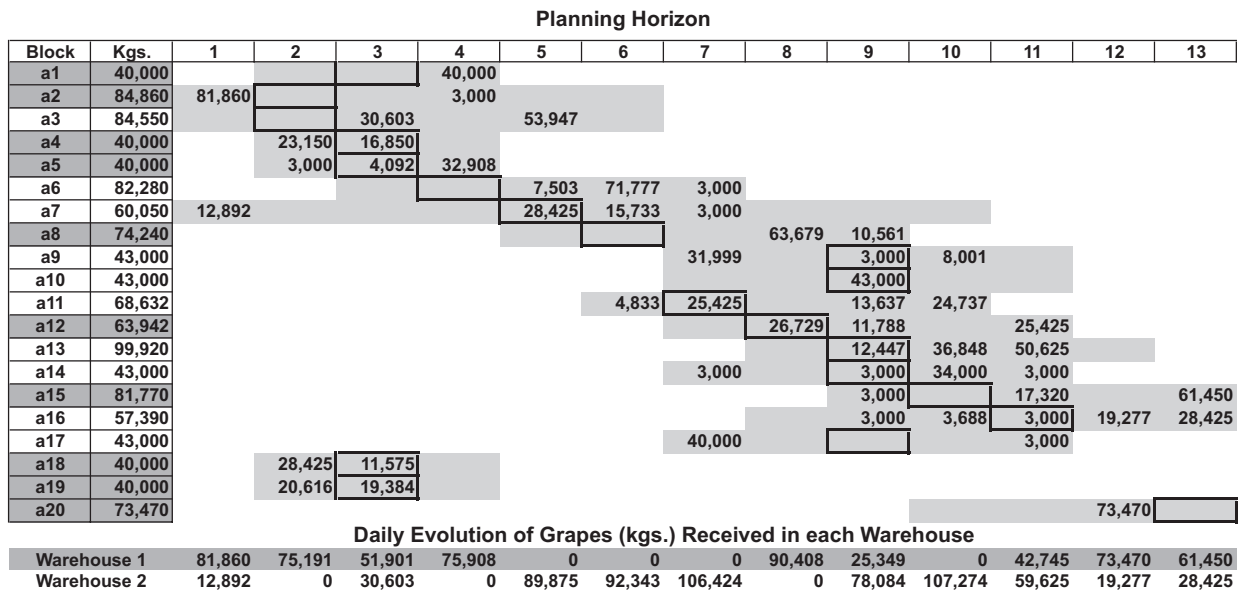 Planning Horizon
Block Kgs. 1 2 3 4 5 6 7 8 9 10 11 12 13
a1 40,000 40,000
a2 84,860 81,860 3,000
a3 84,550 30,603 53,947
a4 40,000 23,150 16,850
a5 40,000 3,000 4,092 32,908
a6 82,280 7,503 71,777 3,000
a7 60,050 12,892 28,425 15,733 3,000
a8 74,240 63,679 10,561
a9 43,000 31,999 3,000 8,001
a10 43,000 43,000
a11 68,632 4,833 25,425 13,637 24,737
a12 63,942 26,729 11,788 25,425
a13 99,920 12,447 36,848 50,625
a14 43,000 3,000 3,000 34,000 3,000
a15 81,770 3,000 17,320 61,450
a16 57,390 3,000 3,688 3,000 19,277 28,425
a17 43,000 40,000 3,000
a18 40,000 28,425 11,575
a19 40,000 20,616 19,384
a20 73,470 73,470
Daily Evolution of Grapes (kgs.) Received in each Warehouse
Warehouse 1 81,860 75,191 51,901 75,908 0 0 0 90,408 25,349 0 42,745 73,470 61,450
Warehouse 2 12,892 0 30,603 0 89,875 92,343 106,424 0 78,084 107,274 59,625 19,277 28,425